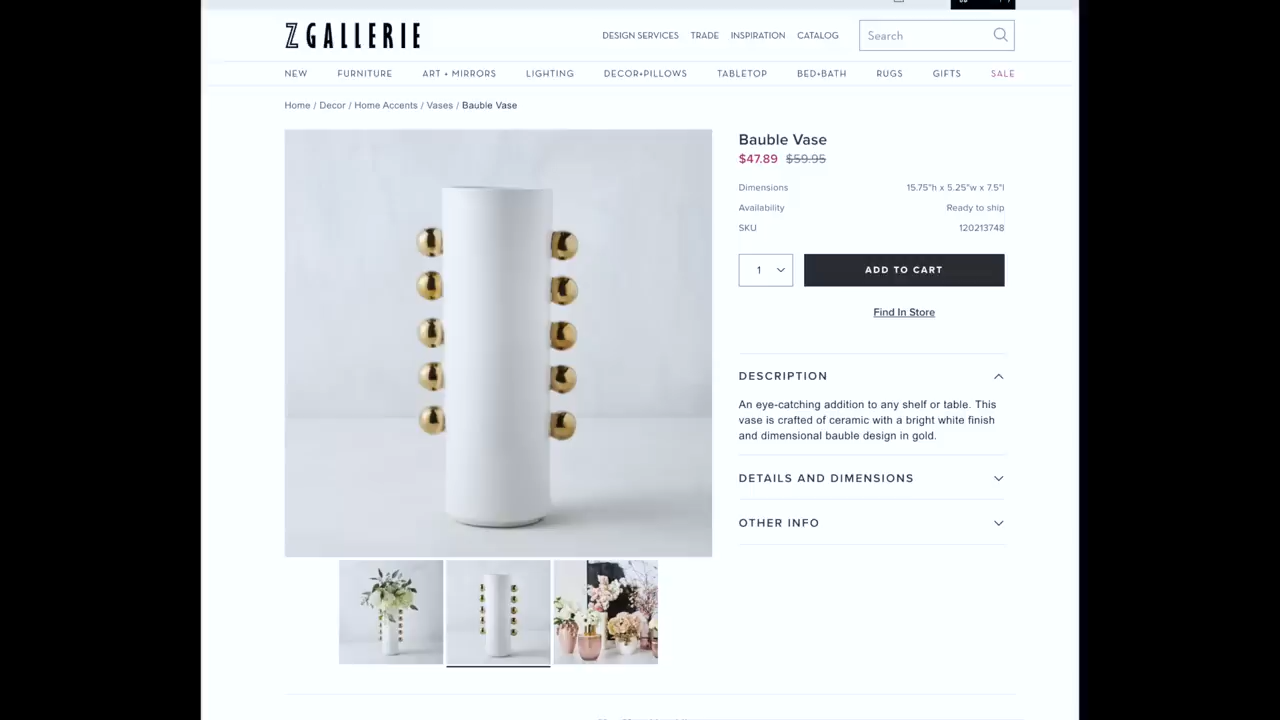 Z GALLERIE
DESIGN SERVICES TRADE INSPIRATION CATALOG
Search
NEW FURNITURE ART + MIRRORS LIGHTING DECOR+PILLOWS TABLETOP BED+BATH RUGS GIFTS SALE
Home / Decor / Home Accents / Vases / Bauble Vase
Bauble Vase
$47.89 $59.95
Dimensions 15.75"h x 5.25"w x 7.5"l
Availability Ready to ship
SKU 120213748
1 ADD TO CART
Find In Store
DESCRIPTION
An eye-catching addition to any shelf or table. This
vase is crafted of ceramic with a bright white finish
and dimensional bauble design in gold.
DETAILS AND DIMENSIONS
OTHER INFO